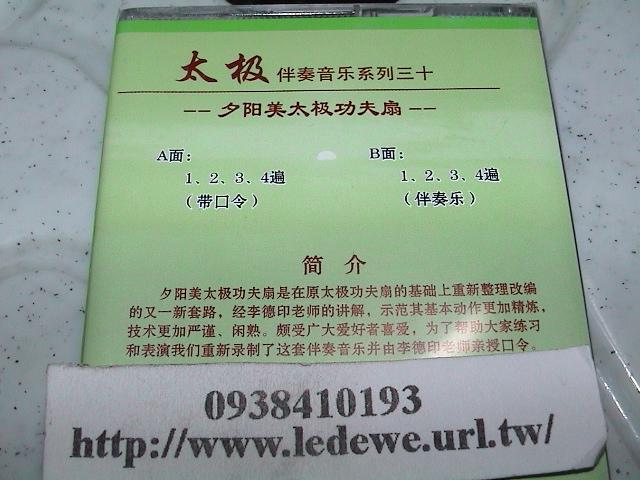 太极 伴奏音乐系列三十
-- 夕阳美太极功夫扇 --
A面： B面：
1、2、3、4遍 1、2、3、4遍
（带口令） （伴奏乐）
简 介
夕阳美太极功夫扇是在原太极功夫扇的基础上重新整理改编
的又一新套路，经李德印老师的讲解，示范其基本动作更加精炼，
技术更加严谨、闲熟。颇受广大爱好者喜爱，为了帮助大家练习
和表演我们重新录制了这套伴奏音乐并由李德印老师亲授口令。
0938410193
http://www.ledewe.url.tw/